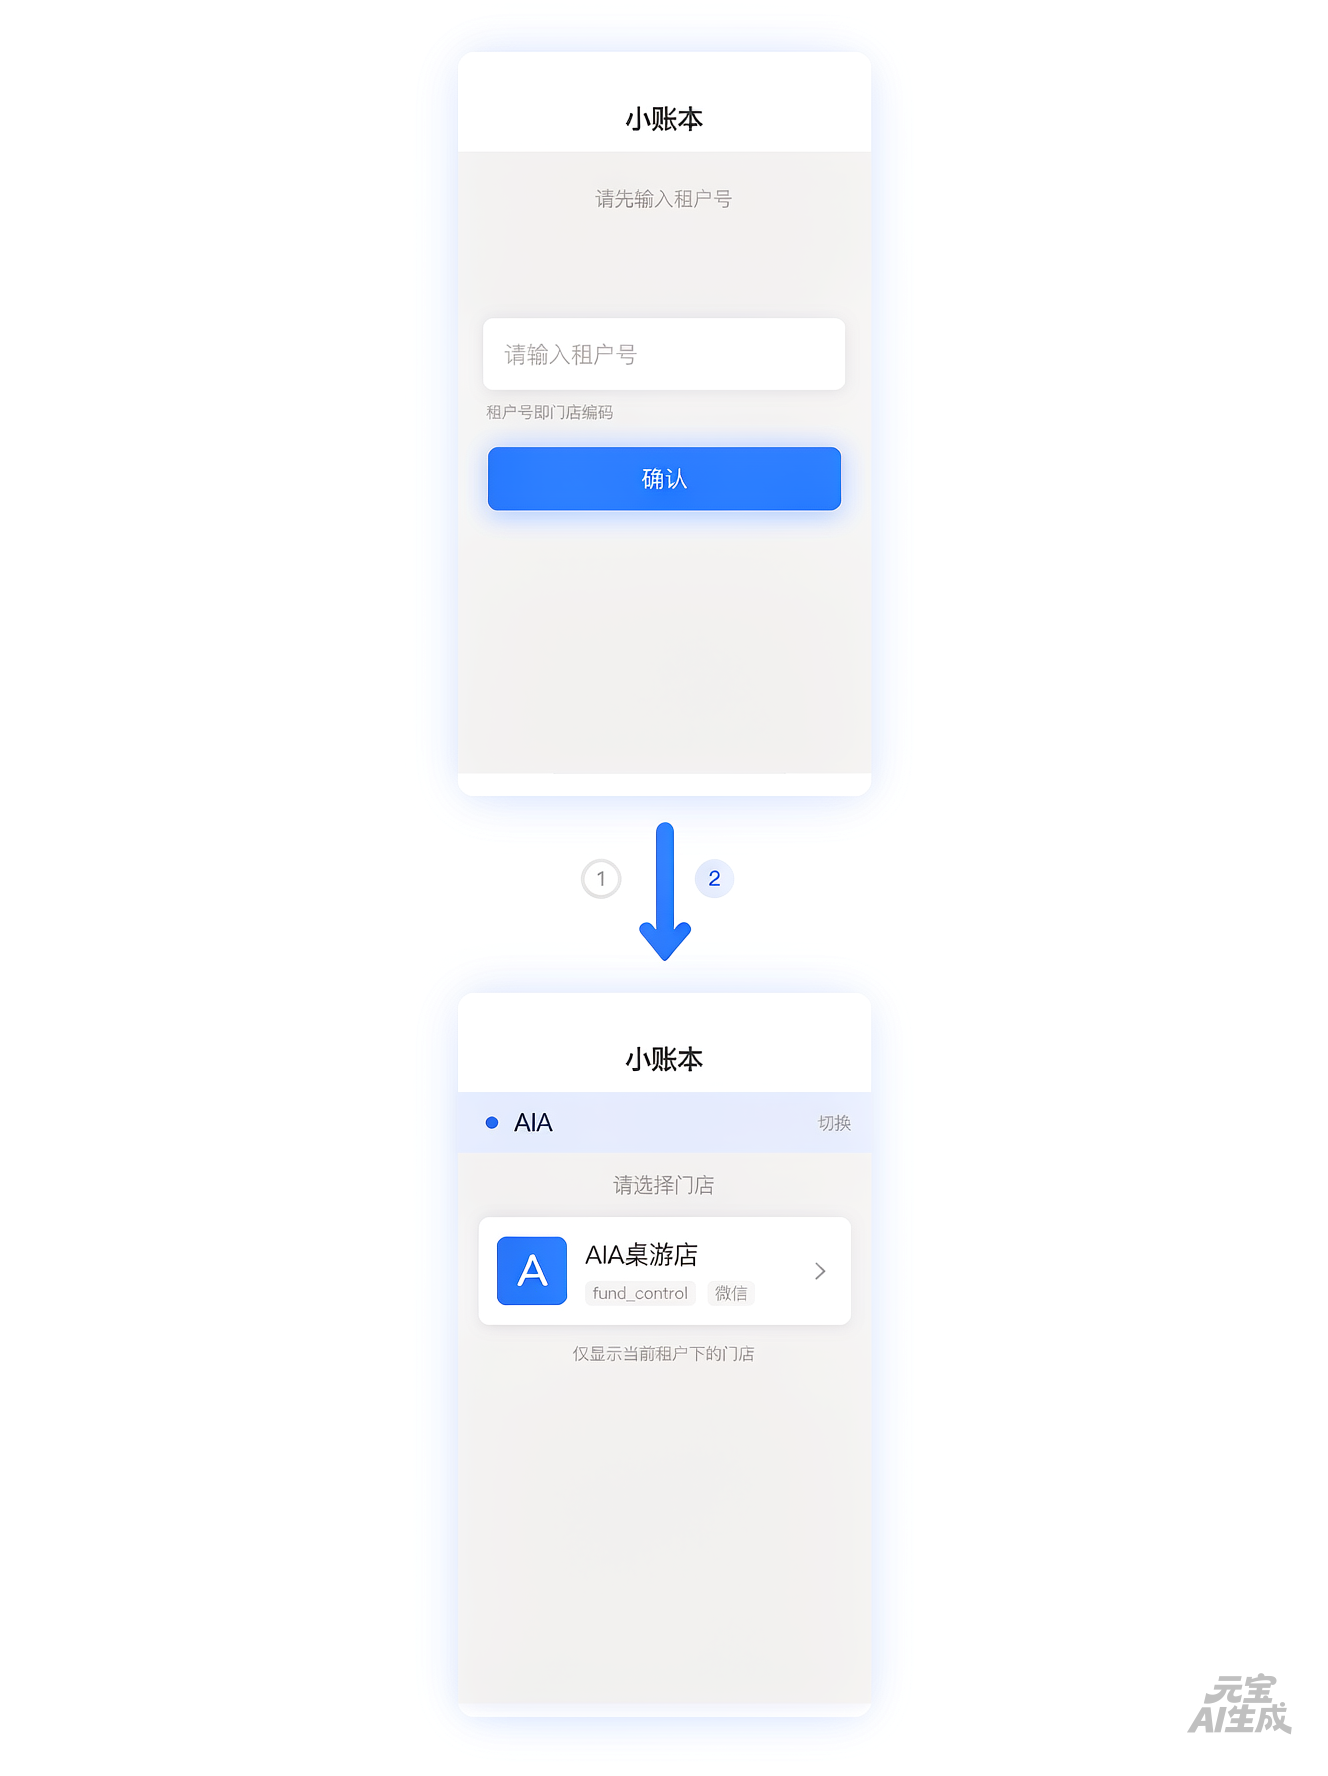 小账本
请先输入租户号
请输入租户号
租户号即门店编码
确认
1
2
小账本
AIA
切换
请选择门店
A
AIA桌游店
fund_control 微信
仅显示当前租户下的门店
元宝
AI生成